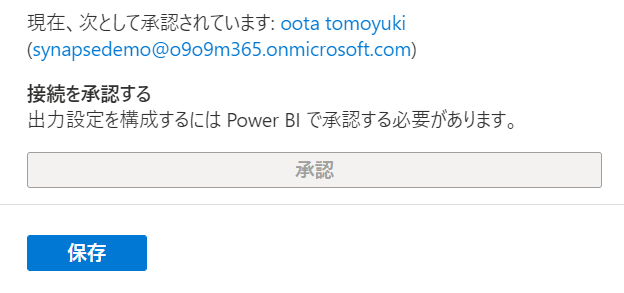 現在、次として承認されています: oota tomoyuki
(synapsedemo@o9o9m365.onmicrosoft.com)
接続を承認する
出力設定を構成するには Power BI で承認する必要があります。
承認
保存